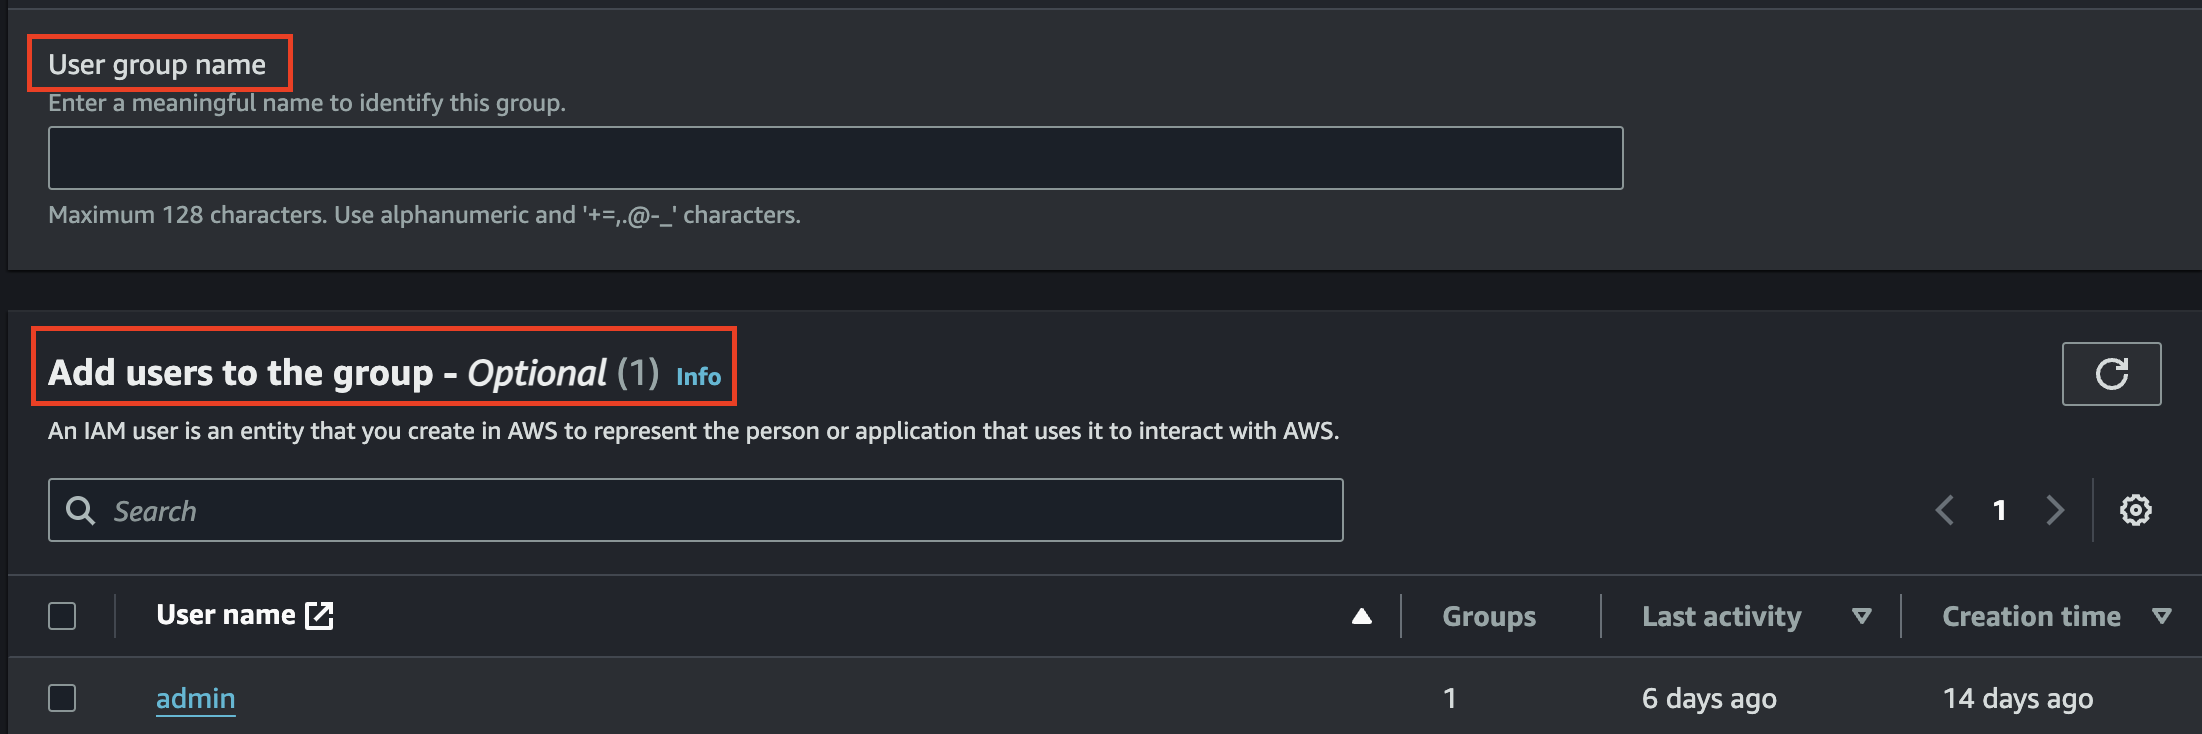 User group name
Enter a meaningful name to identify this group.
Maximum 128 characters. Use alphanumeric and '+=,.@-_' characters.
Add users to the group - Optional (1) Info
An IAM user is an entity that you create in AWS to represent the person or application that uses it to interact with AWS.
Search
1
User name Groups Last activity Creation time
admin 1 6 days ago 14 days ago